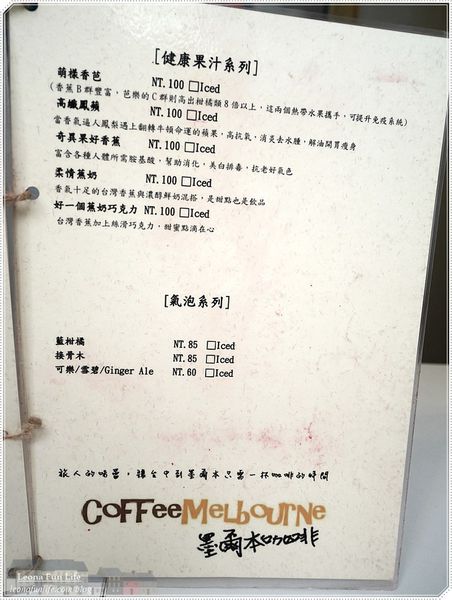 [健康果汁系列]
萌樣香芭 NT.100 □Iced
(香蕉B群豐富，芭樂的C群則高出柑橘類8倍以上，這兩個熱帶水果攜手，可提升免疫系統)
高纖鳳蘋 NT.100 □Iced
當香氣逼人鳳梨遇上翻轉牛頓命運的蘋果，高抗氧，消炎去水腫，解油開胃瘦身
奇異果好香蕉 NT.100 □Iced
富含各種人體所需胺基酸，幫助消化，美白排毒，抗老好氣色
柔情蕉奶 NT.100 □Iced
香氣十足的台灣香蕉與濃醇鮮奶混搭，是甜點也是飲品
好一個蕉奶巧克力 NT.100 □Iced
台灣香蕉加上絲滑巧克力，甜蜜點滴在心
[氣泡系列]
藍柑橘 NT.85 □Iced
接骨木 NT.85 □Iced
可樂/雪碧/Ginger Ale NT.60 □Iced
旅人的呢喃，讓台中到墨爾本只需一杯咖啡的時間
CoffeeMelbourne
墨爾本咖啡
Leona Fun Life
leonafunlife.com/blog